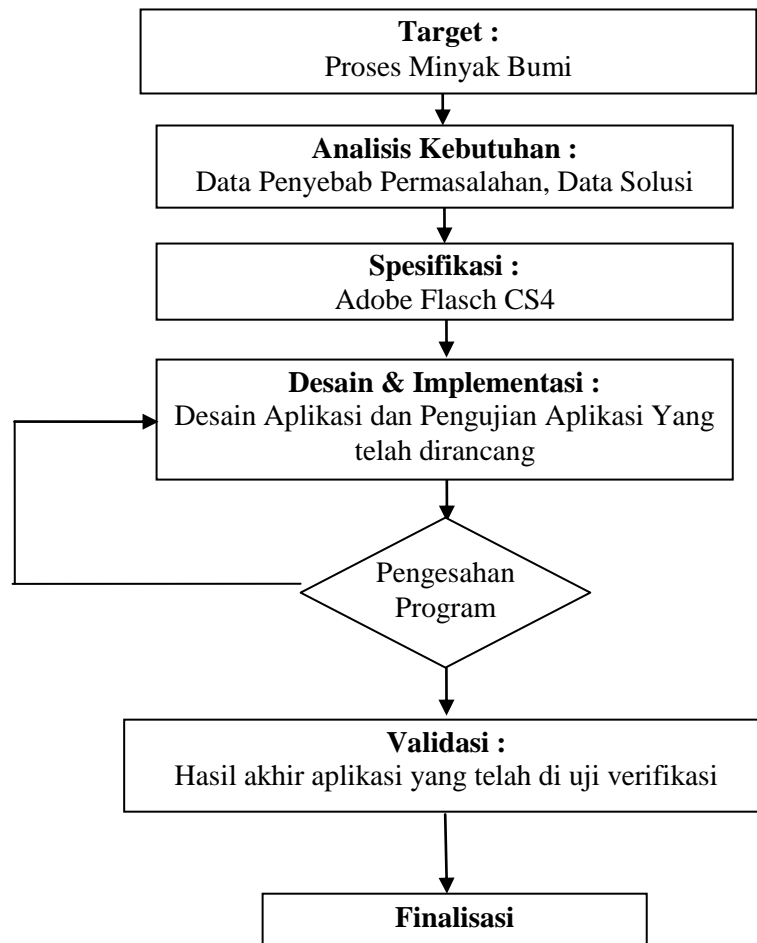 Target :
Proses Minyak Bumi
Analisis Kebutuhan :
Data Penyebab Permasalahan, Data Solusi
Spesifikasi :
Adobe Flasch CS4
Desain & Implementasi :
Desain Aplikasi dan Pengujian Aplikasi Yang
telah dirancang
Pengesahan
Program
Validasi :
Hasil akhir aplikasi yang telah di uji verifikasi
Finalisasi